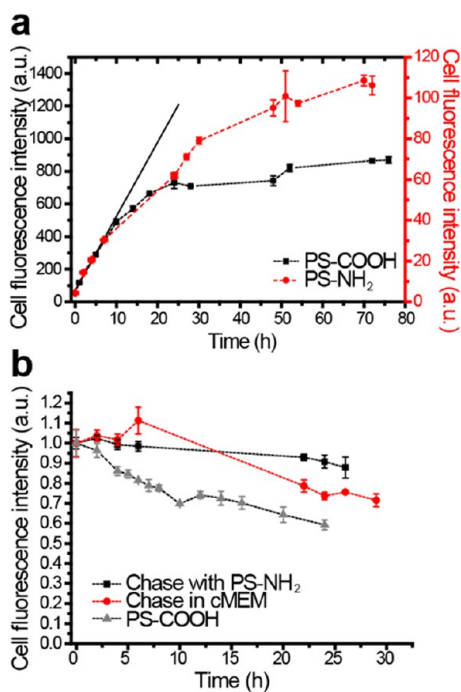 a
Cell fluorescence intensity (a.u.)
1400
1200
1000
800
600
400
200
0
120
100
80
60
40
20
0
Cell fluorescence intensity (a.u.)
PS-COOH
PS-NH₂
0 10 20 30 40 50 60 70 80
Time (h)
b
Cell fluorescence intensity (a.u.)
1.2
1.1
1.0
0.9
0.8
0.7
0.6
0.5
0.4
0.3
0.2
0.1
0.0
Chase with PS-NH₂
Chase in cMEM
PS-COOH
0 5 10 15 20 25 30
Time (h)